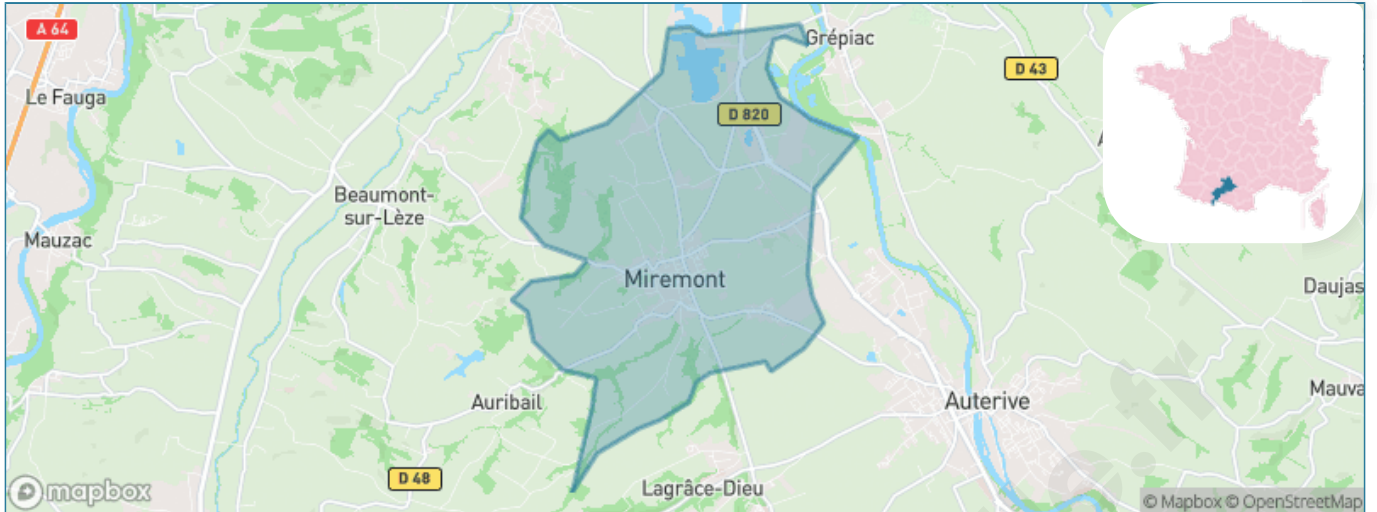 A 64
Grépiac
D 43
Le Fauga
D 820
Beaumont-
sur-Lèze
Mauzac
Miremont
Daujas
Auribail
Auterive
Mauva
D 48
Lagrâce-Dieu
mapbox
© Mapbox © OpenStreetMap